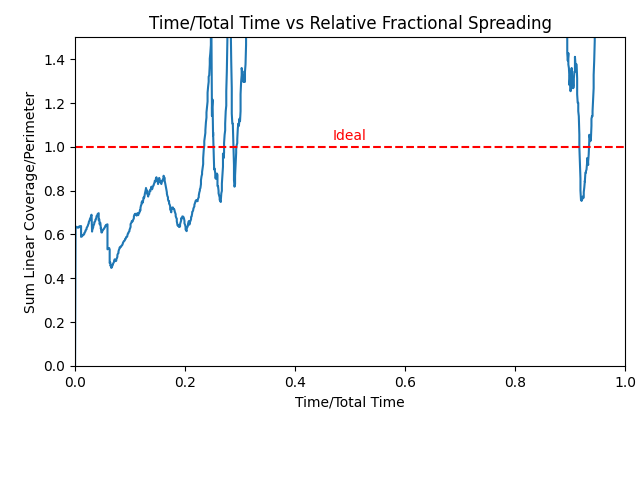 Time/Total Time vs Relative Fractional Spreading
Sum Linear Coverage/Perimeter
1.4
1.2
1.0
0.8
0.6
0.4
0.2
0.0
Ideal
0.0 0.2 0.4 0.6 0.8 1.0
Time/Total Time